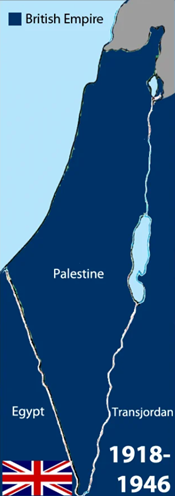 British Empire
Palestine
Egypt
Transjordan
1918-
1946